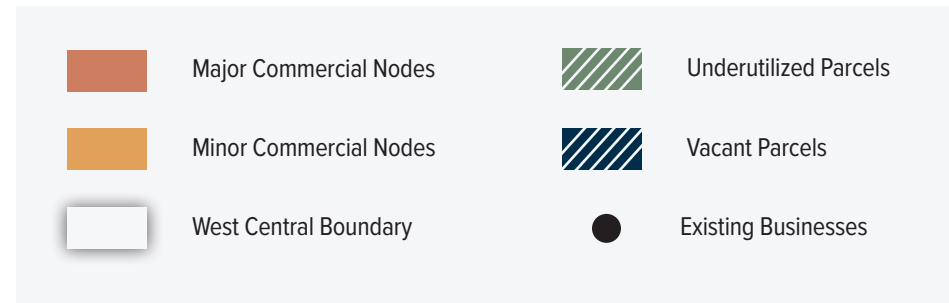 Major Commercial Nodes
Underutilized Parcels
Minor Commercial Nodes
Vacant Parcels
West Central Boundary
Existing Businesses